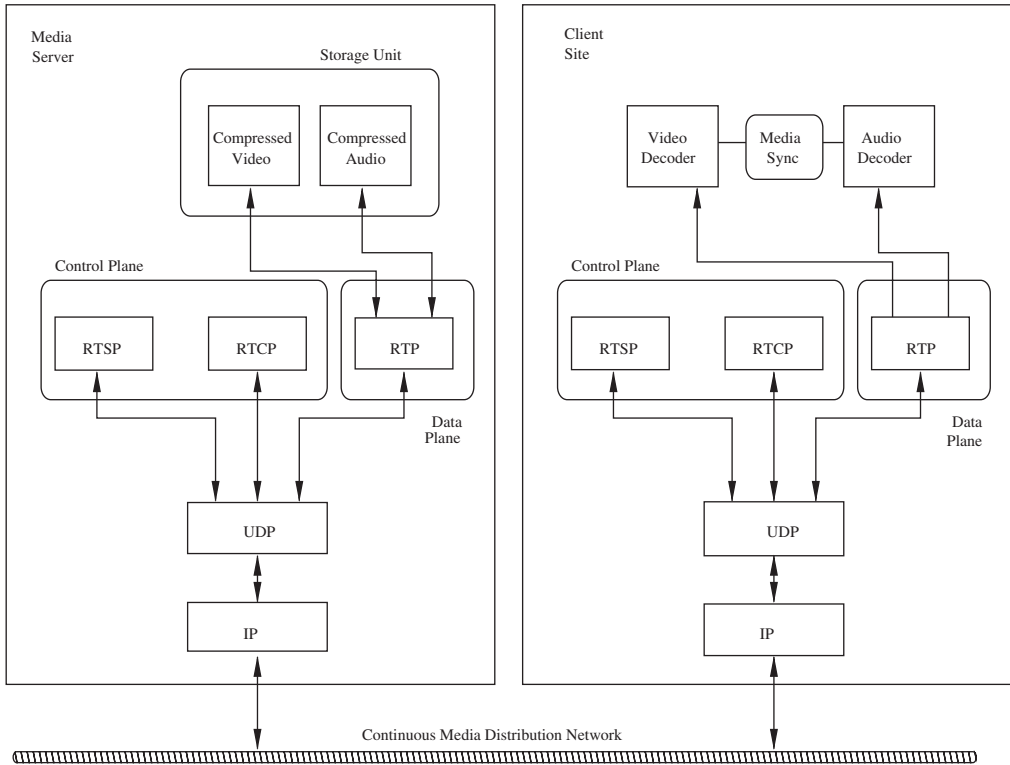 Media
Server
Storage Unit
Compressed
Video
Compressed
Audio
Control Plane
RTSP
RTCP
RTP
Data
Plane
UDP
IP
Client
Site
Video
Decoder
Media
Sync
Audio
Decoder
Control Plane
RTSP
RTCP
RTP
Data
Plane
UDP
IP
Continuous Media Distribution Network